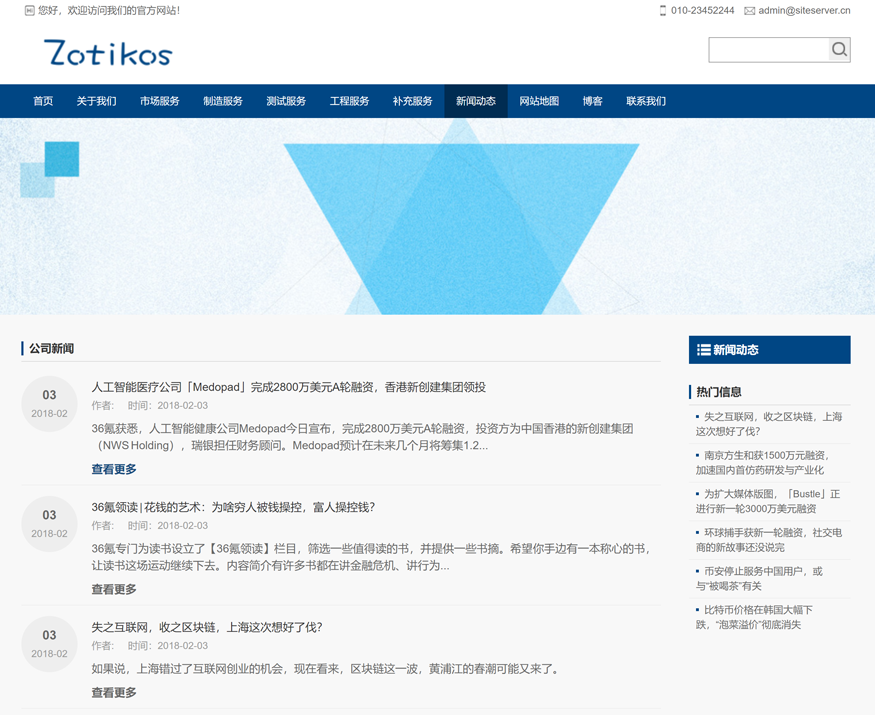 您好，欢迎访问我们的官方网站!
010-23452244 admin@siteserver.cn
Zotikos
首页 关于我们 市场服务 制造服务 测试服务 工程服务 补充服务 新闻动态 网站地图 博客 联系我们
公司新闻
03
2018-02
人工智能医疗公司「Medopad」完成2800万美元A轮融资，香港新创建集团领投
作者: 时间：2018-02-03
36氪获悉，人工智能健康公司Medopad今日宣布，完成2800万美元A轮融资，投资方为中国香港的新创建集团
（NWS Holding），瑞银担任财务顾问。Medopad预计在未来几个月将筹集1.2...
查看更多
03
2018-02
36氪领读|花钱的艺术：为啥穷人被钱操控，富人操控钱?
作者: 时间：2018-02-03
36氪专门为读书设立了【36氪领读】栏目，筛选一些值得读的书，并提供一些书摘。希望你手边有一本称心的书，
让读书这场运动继续下去。内容简介有许多书都在讲金融危机、讲行为...
查看更多
03
2018-02
失之互联网，收之区块链，上海这次想好了伐?
作者: 时间：2018-02-03
如果说，上海错过了互联网创业的机会，现在看来，区块链这一波，黄浦江的春潮可能又来了。
查看更多
新闻动态
热门信息
失之互联网，收之区块链，上海
这次想好了伐?
南京方生和获1500万元融资，
加速国内首仿药研发与产业化
为扩大媒体版图，「Bustle」正
进行新一轮3000万美元融资
环球捕手获新一轮融资，社交电
商的新故事还没说完
币安停止服务中国用户，或
与“被喝茶”有关
比特币价格在韩国大幅下
跌，“泡菜溢价”彻底消失